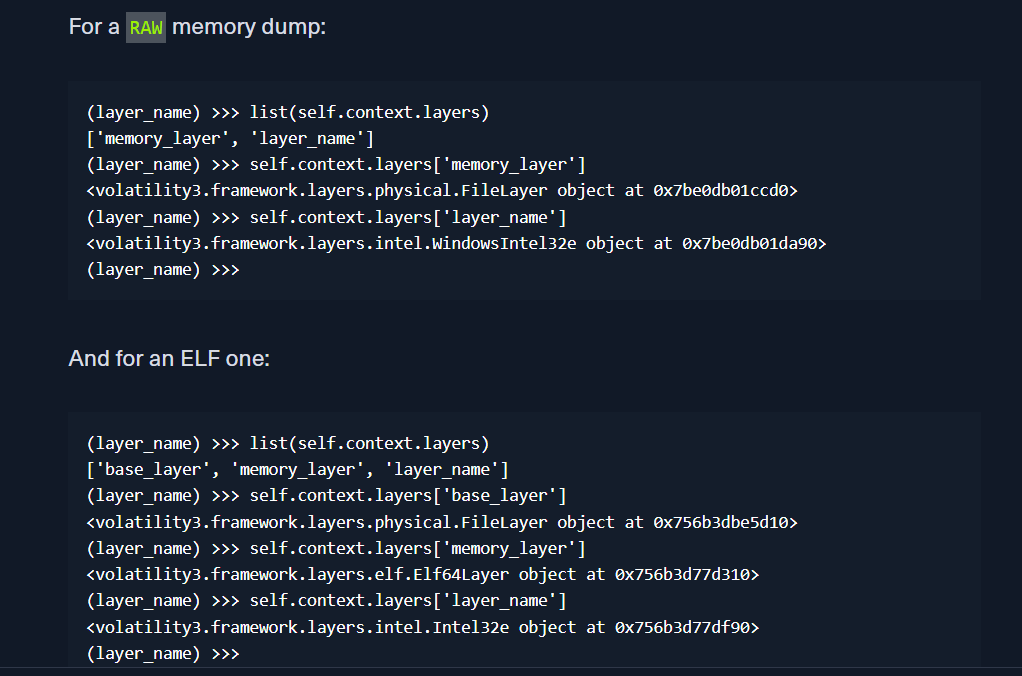 For a RAW memory dump:
(layer_name) >>> list(self.context.layers)
['memory_layer', 'layer_name']
(layer_name) >>> self.context.layers['memory_layer']
<volatility3.framework.layers.physical.FileLayer object at 0x7be0db01ccd0>
(layer_name) >>> self.context.layers['layer_name']
<volatility3.framework.layers.intel.WindowsIntel32e object at 0x7be0db01da90>
(layer_name) >>>
And for an ELF one:
(layer_name) >>> list(self.context.layers)
['base_layer', 'memory_layer', 'layer_name']
(layer_name) >>> self.context.layers['base_layer']
<volatility3.framework.layers.physical.FileLayer object at 0x756b3dbe5d10>
(layer_name) >>> self.context.layers['memory_layer']
<volatility3.framework.layers.elf.Elf64Layer object at 0x756b3d77d310>
(layer_name) >>> self.context.layers['layer_name']
<volatility3.framework.layers.intel.Intel32e object at 0x756b3d77df90>
(layer_name) >>>